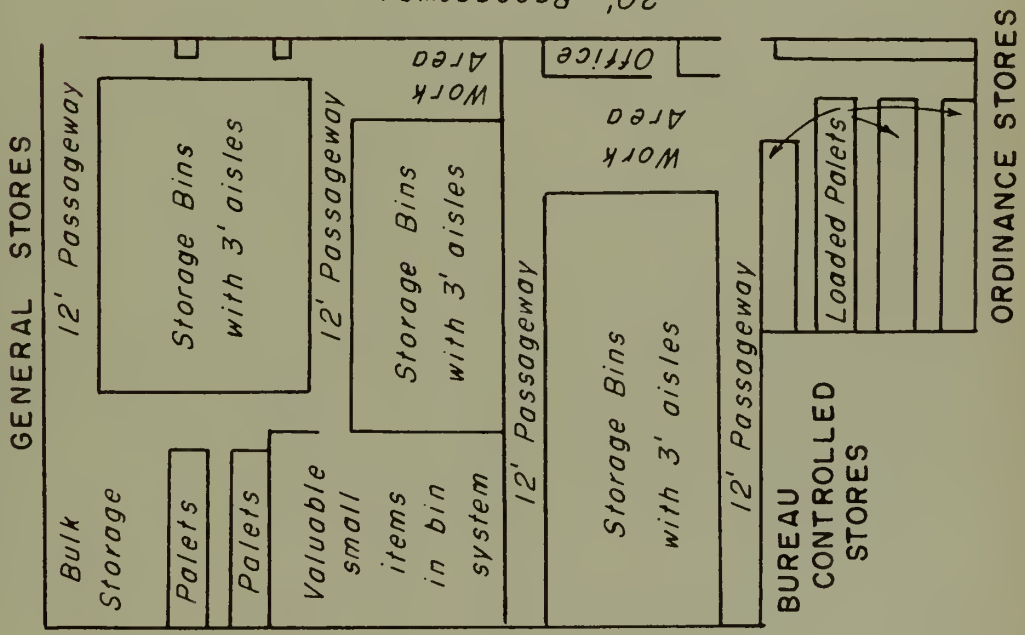 GENERAL STORES
12' Passageway
Bulk
Storage
Palets
Palets
Valuable
small
items
in bin
system
Storage Bins
with 3' aisles
12' Passageway
Work
Area
Storage Bins
with 3' aisles
12' Passageway
Office
Work
Area
Storage Bins
with 3' aisles
12' Passageway
Loaded Palets
BUREAU
CONTROLLED
STORES
ORDINANCE STORES
20'